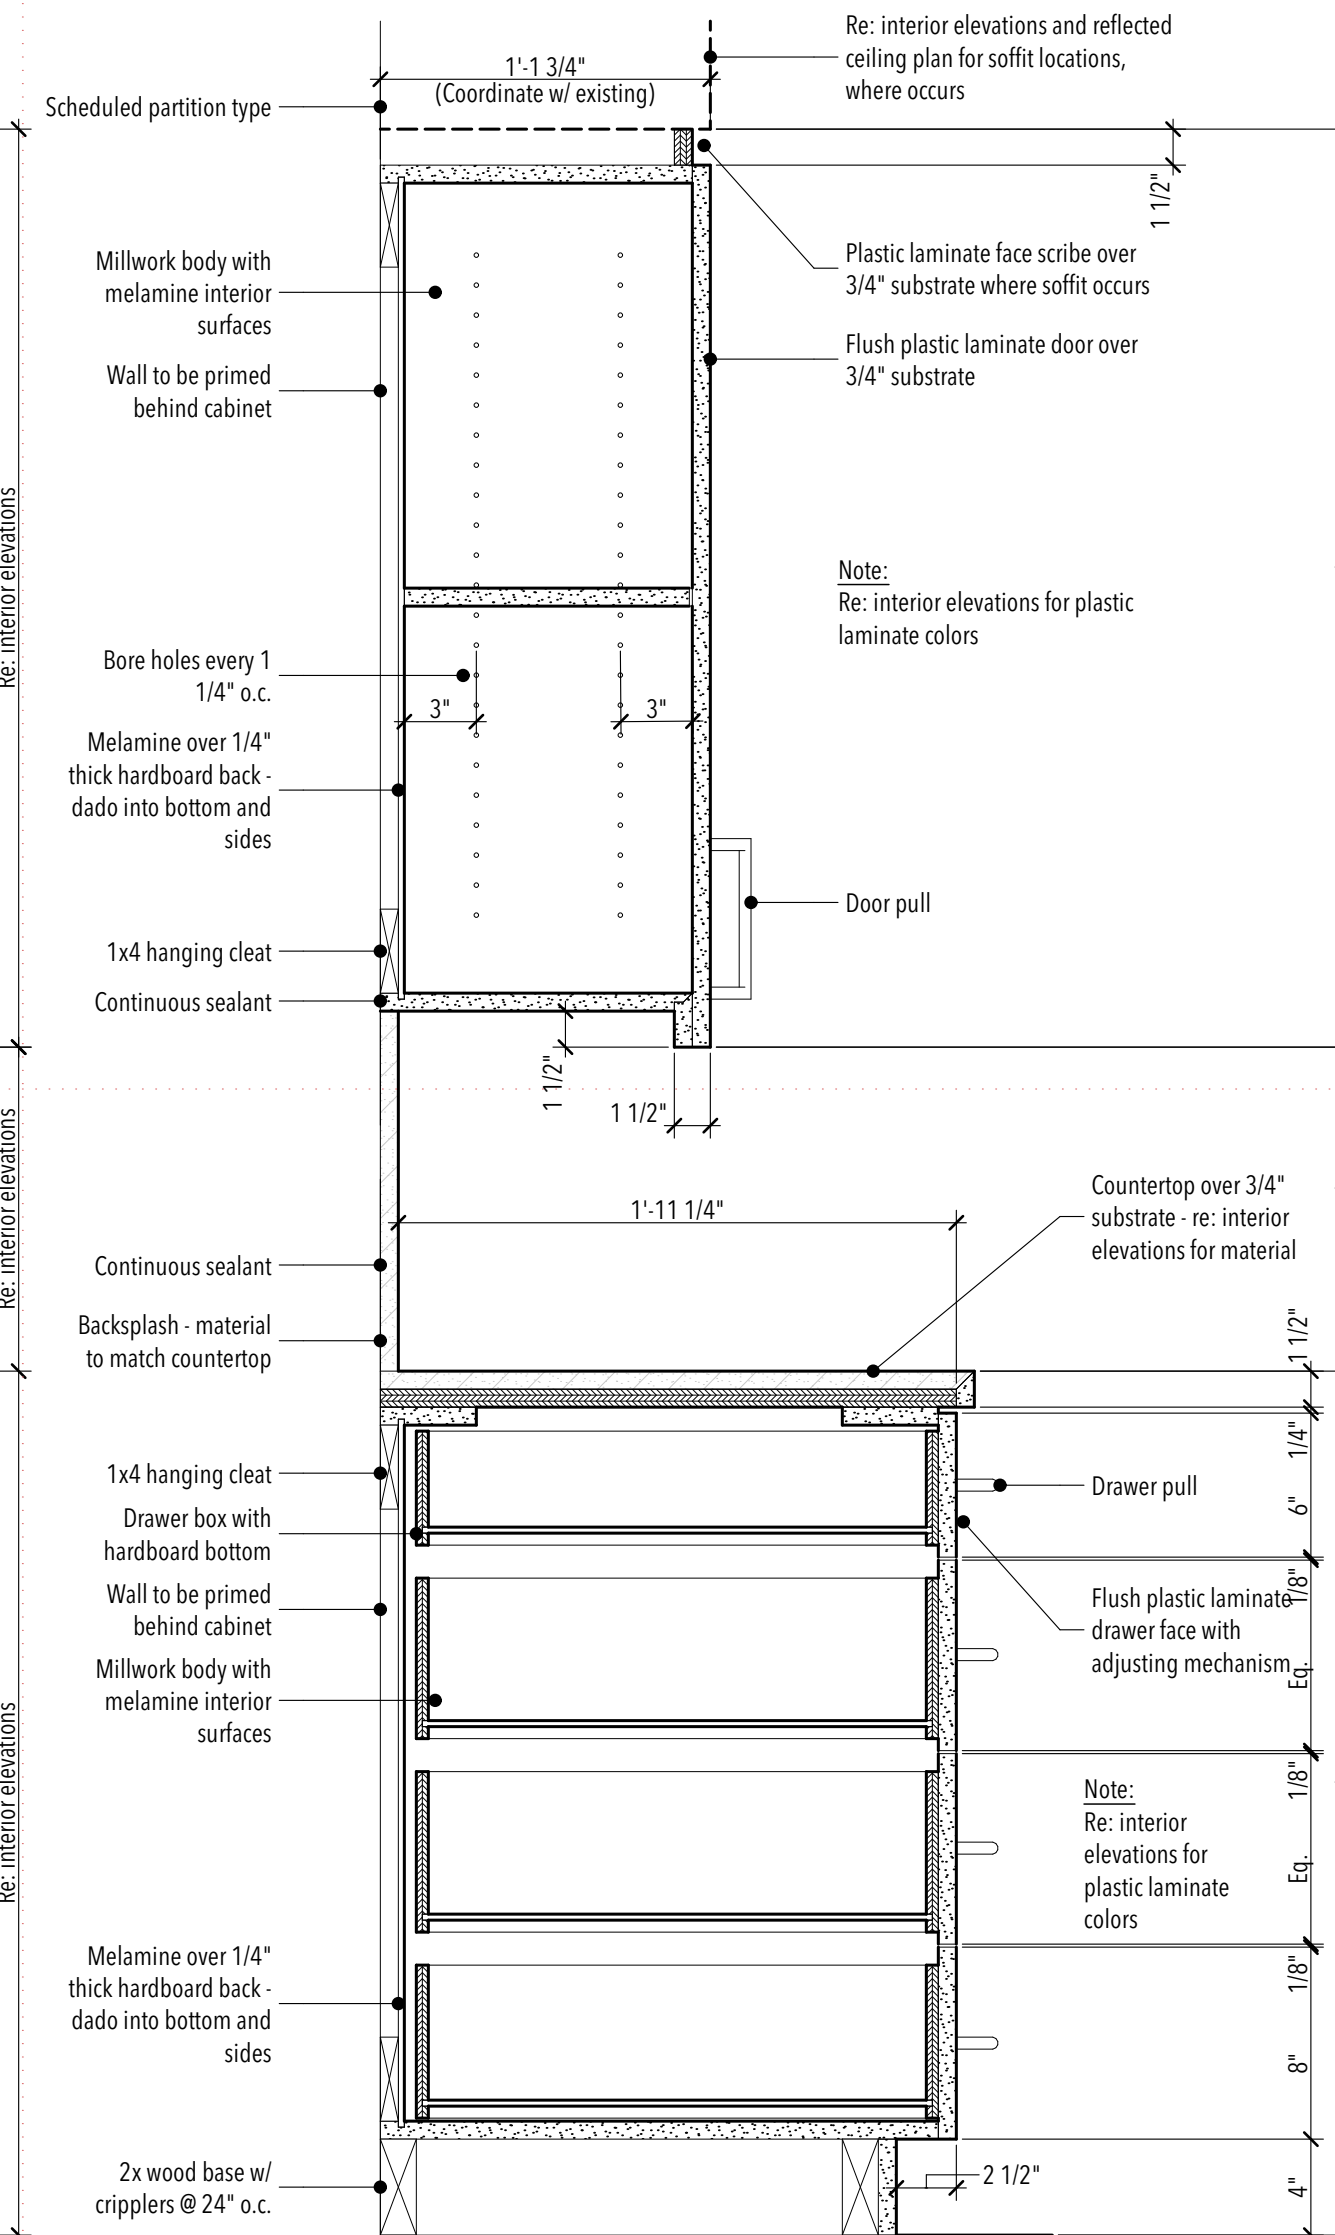 Re: interior elevations and reflected
ceiling plan for soffit locations,
where occurs
1'-1 3/4"
(Coordinate w/ existing)
Scheduled partition type
1 1/2"
Plastic laminate face scribe over
3/4" substrate where soffit occurs
Millwork body with
melamine interior
surfaces
Flush plastic laminate door over
3/4" substrate
Wall to be primed
behind cabinet
Re: interior elevations
Note:
Re: interior elevations for plastic
laminate colors
Bore holes every 1
1/4" o.c.
3"
3"
Melamine over 1/4"
thick hardboard back -
dado into bottom and
sides
Door pull
1x4 hanging cleat
Continuous sealant
1 1/2"
1 1/2"
Re: interior elevations
1'-11 1/4"
Countertop over 3/4"
substrate - re: interior
elevations for material
Continuous sealant
Backsplash - material
to match countertop
1 1/2"
1/4"
1x4 hanging cleat
Drawer pull
6"
Drawer box with
hardboard bottom
Wall to be primed
behind cabinet
1/8"
Flush plastic laminate
drawer face with
adjusting mechanism
Eq.
Millwork body with
melamine interior
surfaces
Re: interior elevations
1/8"
Note:
Re: interior
elevations for
plastic laminate
colors
Eq.
Melamine over 1/4"
thick hardboard back -
dado into bottom and
sides
1/8"
8"
2x wood base w/
cripplers @ 24" o.c.
2 1/2"
4"